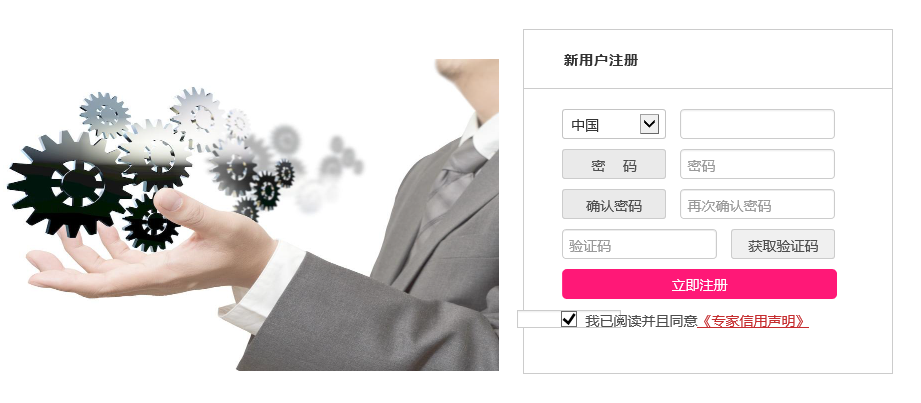 新用户注册
中国
密 码 密码
确认密码 再次确认密码
验证码 获取验证码
立即注册
我已阅读并且同意《专家信用声明》